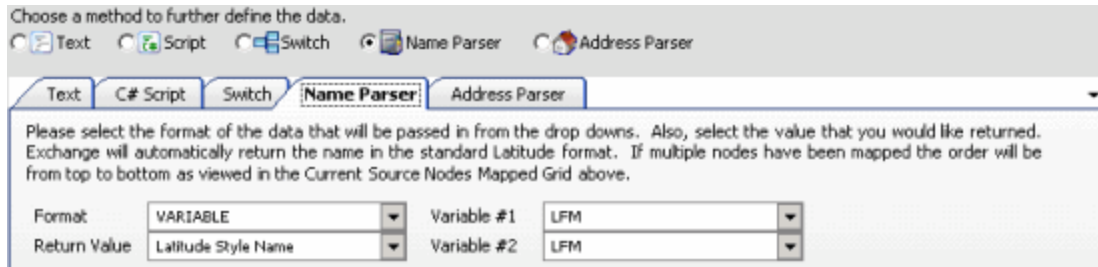 Choose a method to further define the data.
Text Script Switch Name Parser Address Parser
Text C# Script Switch Name Parser Address Parser
Please select the format of the data that will be passed in from the drop downs. Also, select the value that you would like returned.
Exchange will automatically return the name in the standard Latitude format. If multiple nodes have been mapped the order will be
from top to bottom as viewed in the Current Source Nodes Mapped Grid above.
Format VARIABLE Variable #1 LFM
Return Value Latitude Style Name Variable #2 LFM